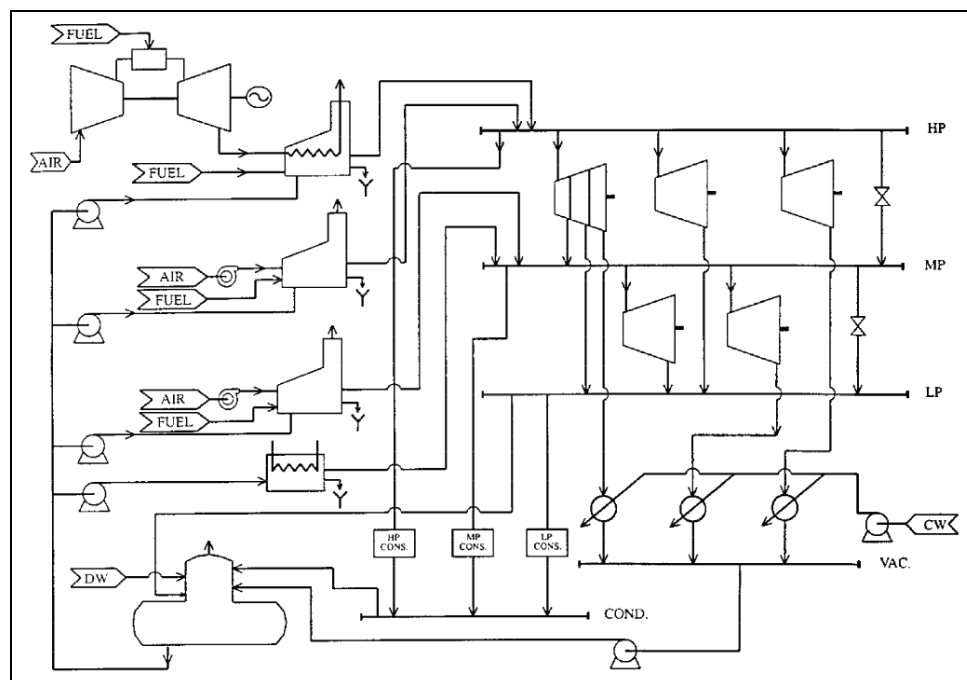 FUEL
AIR
FUEL
HP
AIR
FUEL
MP
AIR
FUEL
LP
HP
CONS.
MP
CONS.
LP
CONS.
CW
VAC.
DW
COND.